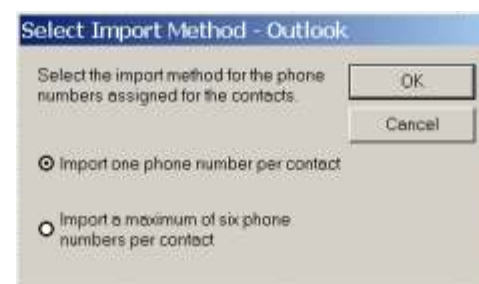 Select Import Method - Outlook
Select the import method for the phone
numbers assigned for the contacts.
OK
Cancel
Import one phone number per contact
Import a maximum of six phone
numbers per contact